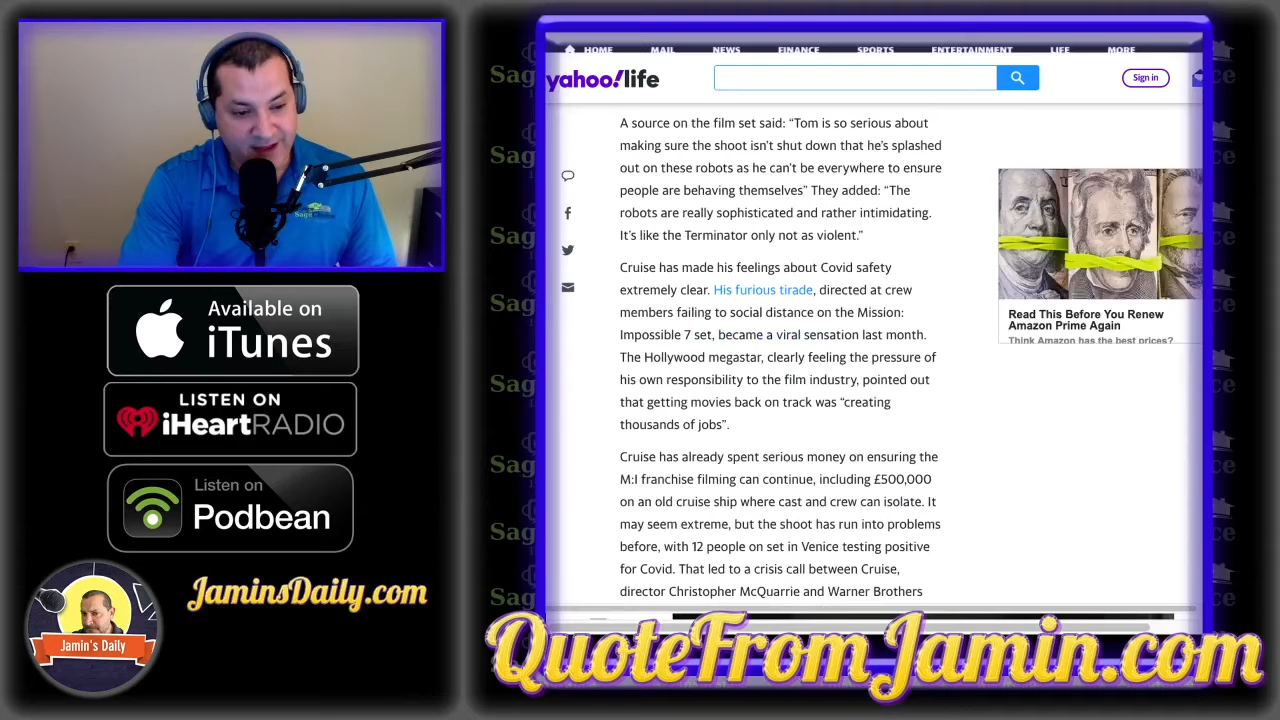 HOME MAIL NEWS FINANCE SPORTS ENTERTAINMENT LIFE MORE
yahoo!life
Sign in
A source on the film set said: “Tom is so serious about
making sure the shoot isn't shut down that he's splashed
out on these robots as he can't be everywhere to ensure
people are behaving themselves” They added: “The
robots are really sophisticated and rather intimidating.
It's like the Terminator only not as violent.”
Cruise has made his feelings about Covid safety
extremely clear. His furious tirade, directed at crew
members failing to social distance on the Mission:
Impossible 7 set, became a viral sensation last month.
The Hollywood megastar, clearly feeling the pressure of
his own responsibility to the film industry, pointed out
that getting movies back on track was “creating
thousands of jobs”.
Cruise has already spent serious money on ensuring the
M:I franchise filming can continue, including £500,000
on an old cruise ship where cast and crew can isolate. It
may seem extreme, but the shoot has run into problems
before, with 12 people on set in Venice testing positive
for Covid. That led to a crisis call between Cruise,
director Christopher McQuarrie and Warner Brothers
Read This Before You Renew
Amazon Prime Again
Think Amazon has the best prices?
Available on
iTunes
LISTEN ON
iHeartRADIO
Listen on
Podbean
Jamin's Daily
JaminsDaily.com
QuoteFromJamin.com